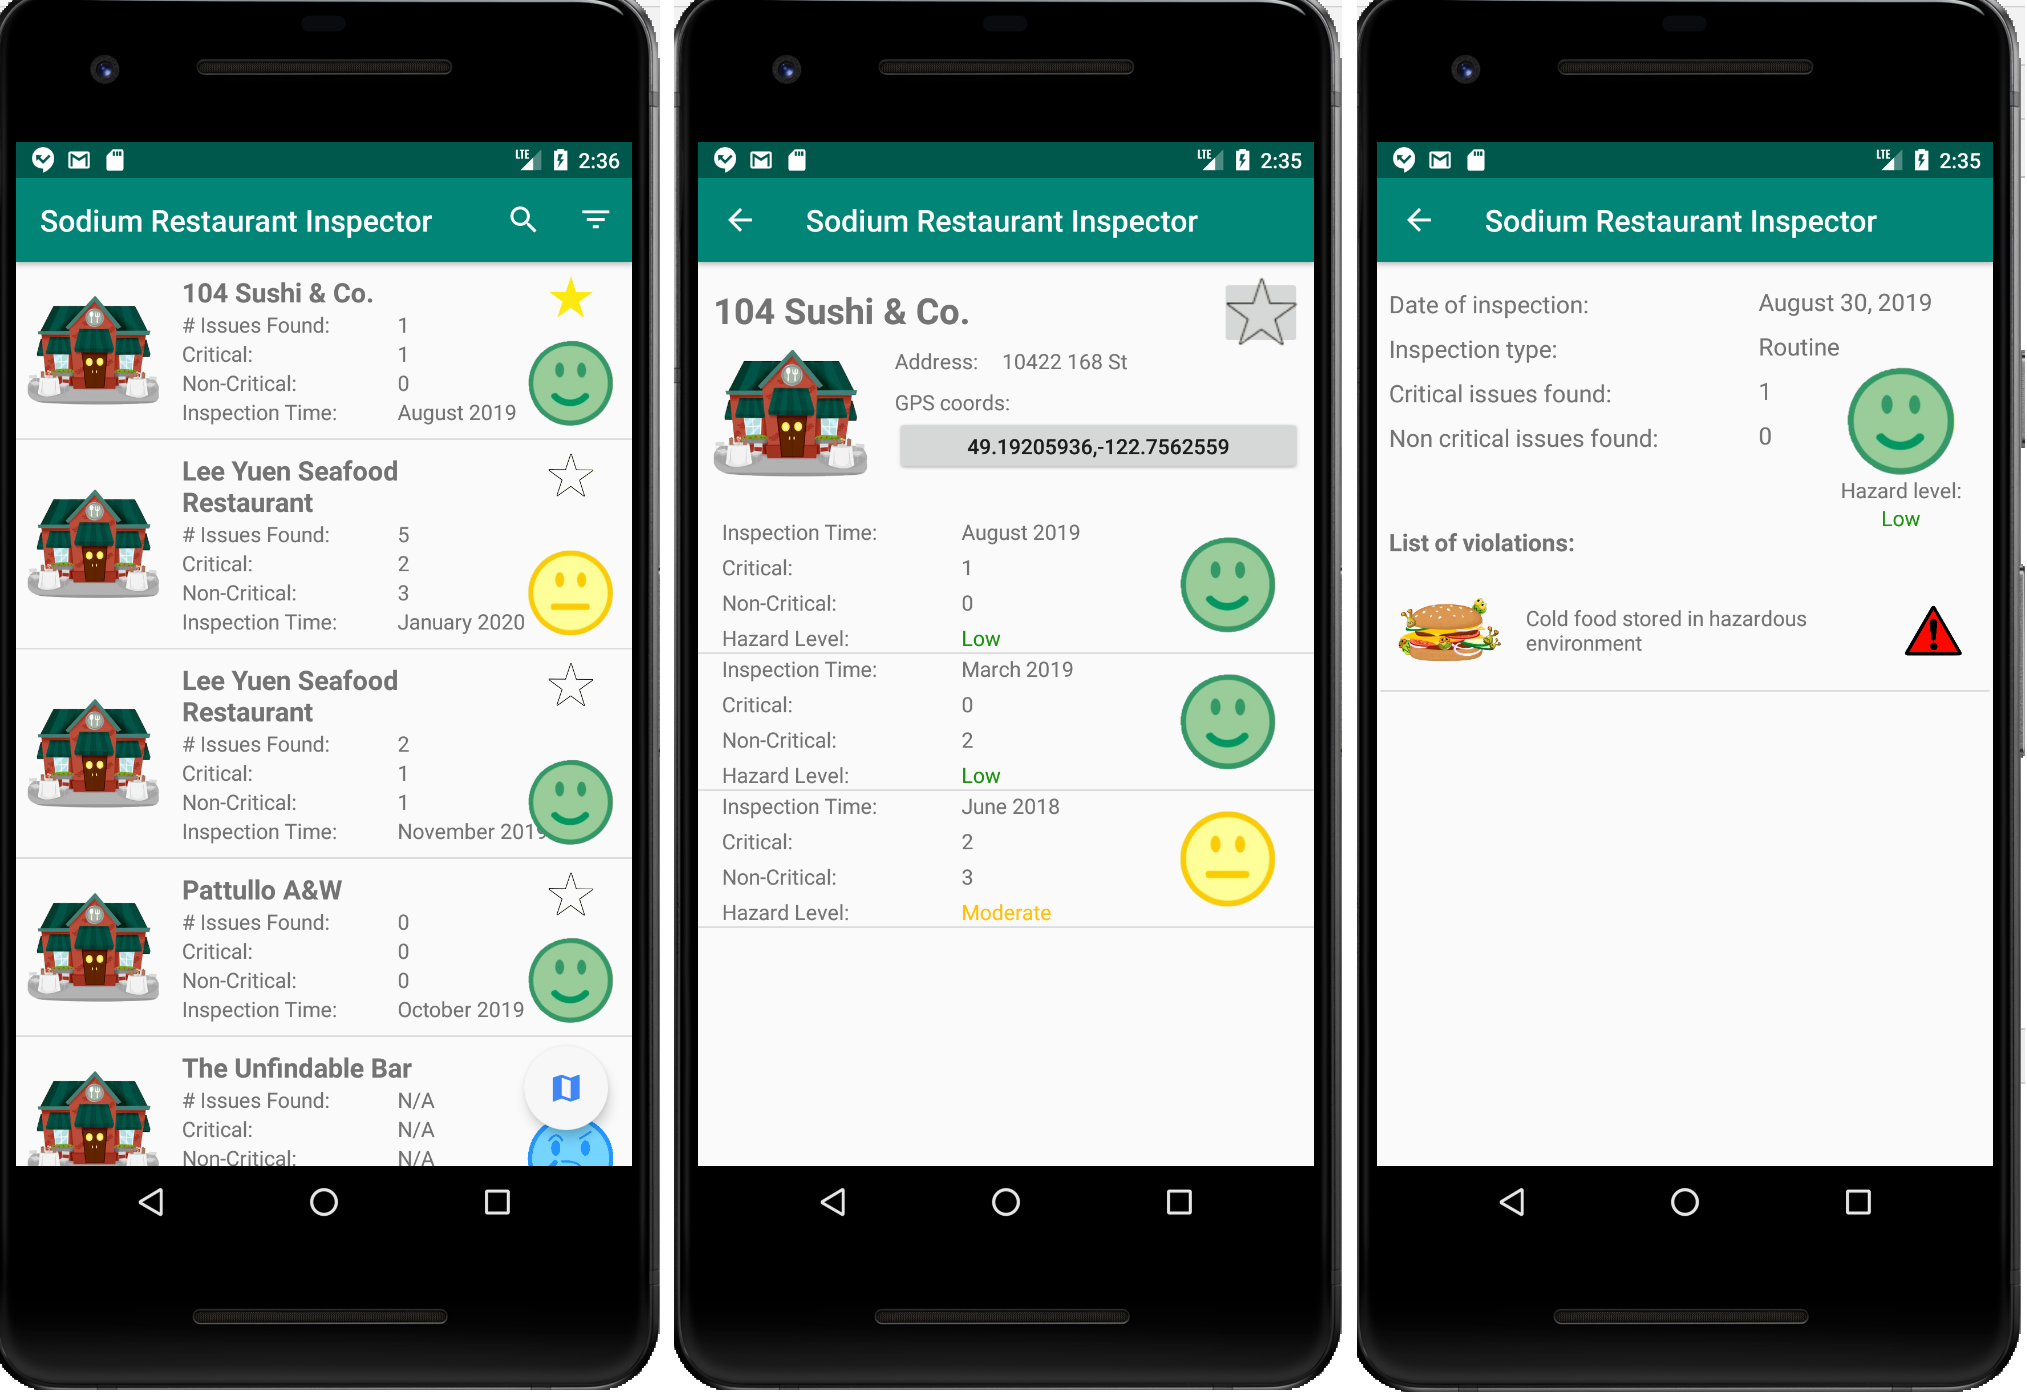 LTE 2:36
Sodium Restaurant Inspector
104 Sushi & Co.
# Issues Found: 1
Critical: 1
Non-Critical: 0
Inspection Time: August 2019
Lee Yuen Seafood
Restaurant
# Issues Found: 5
Critical: 2
Non-Critical: 3
Inspection Time: January 2020
Lee Yuen Seafood
Restaurant
# Issues Found: 2
Critical: 1
Non-Critical: 1
Inspection Time: November 2019
Pattullo A&W
# Issues Found: 0
Critical: 0
Non-Critical: 0
Inspection Time: October 2019
The Unfindable Bar
# Issues Found: N/A
Critical: N/A
Non-Critical: N/A
LTE 2:35
Sodium Restaurant Inspector
104 Sushi & Co.
Address: 10422 168 St
GPS coords:
49.19205936,-122.7562559
Inspection Time: August 2019
Critical: 1
Non-Critical: 0
Hazard Level: Low
Inspection Time: March 2019
Critical: 0
Non-Critical: 2
Hazard Level: Low
Inspection Time: June 2018
Critical: 2
Non-Critical: 3
Hazard Level: Moderate
LTE 2:35
Sodium Restaurant Inspector
Date of inspection: August 30, 2019
Inspection type: Routine
Critical issues found: 1
Non critical issues found: 0
Hazard level:
Low
List of violations:
Cold food stored in hazardous
environment